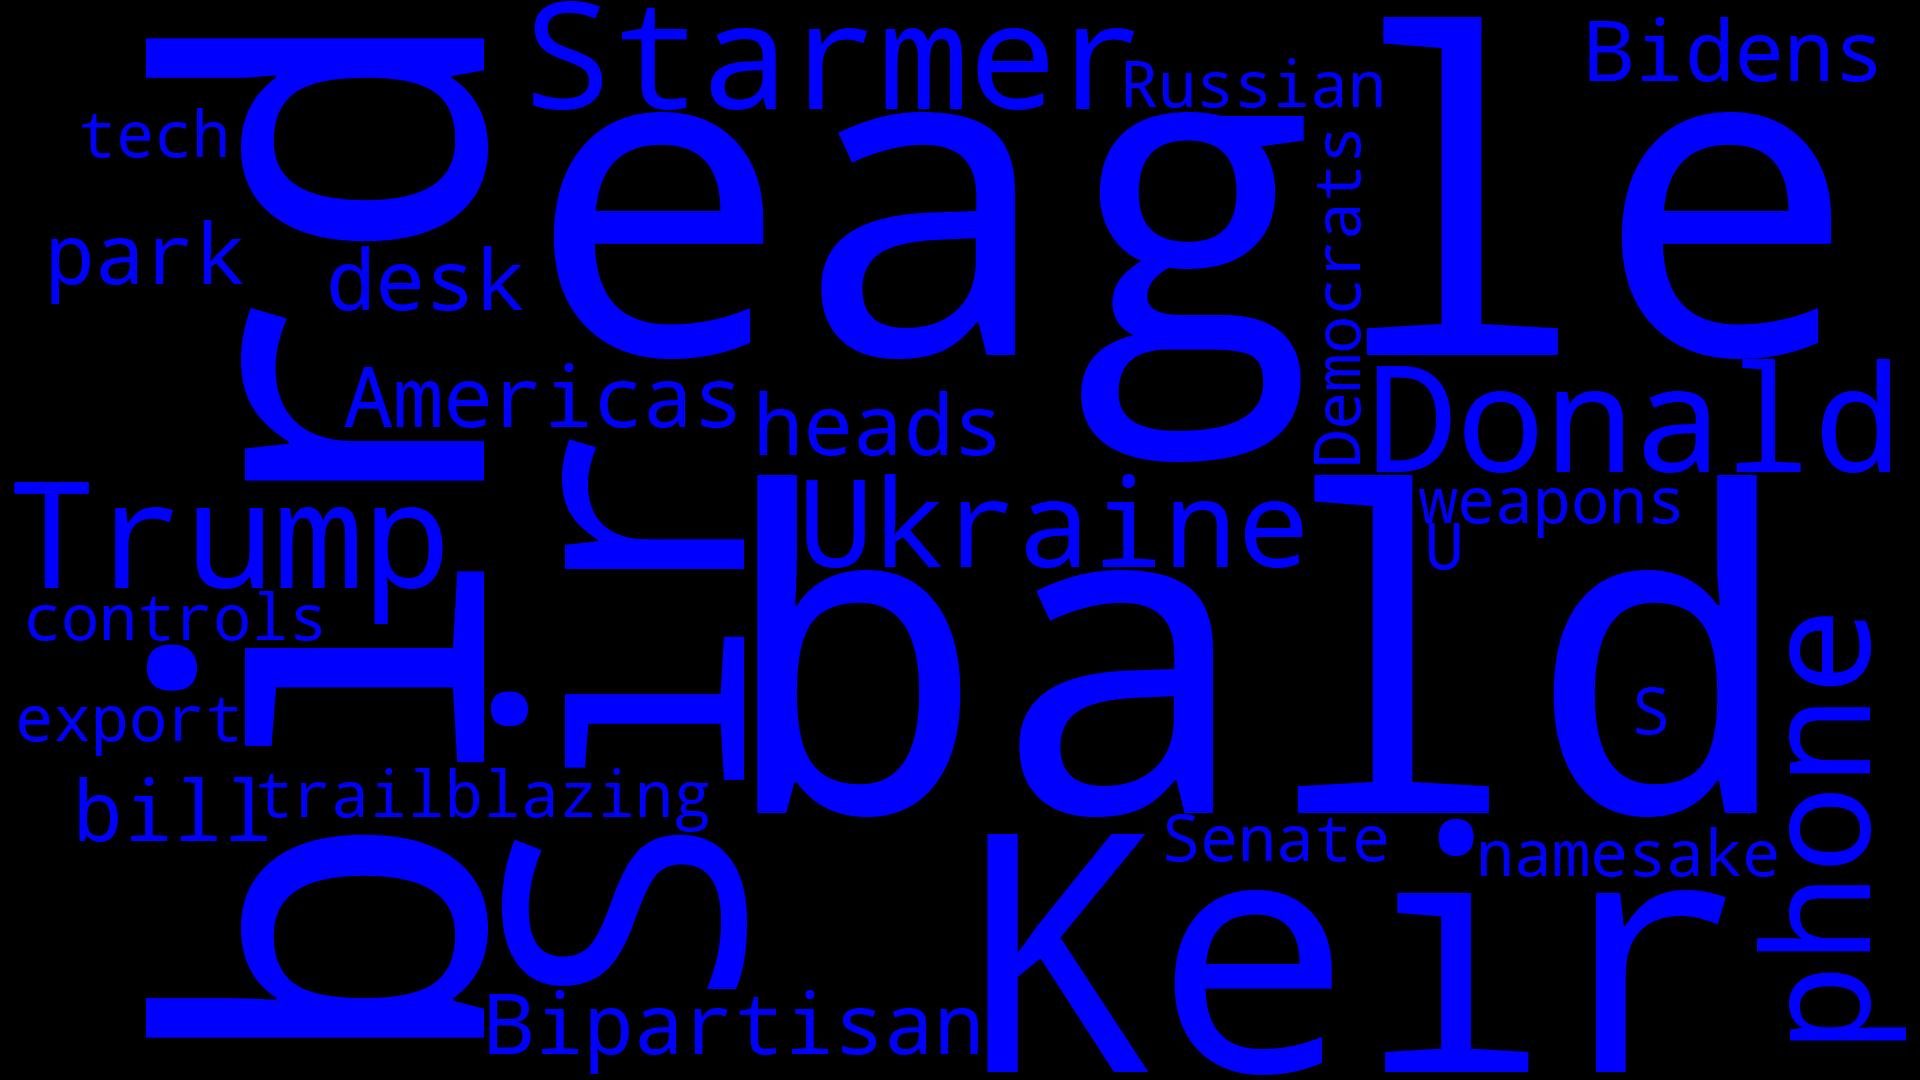 Starmer
Russian
Bidens
tech
eagle
Democrats
park
desk
bird
Americas
heads
Donald
Trump
Sir
Ukraine
weapons
U
bald
controls
export
S
phone
bill
trailblazing
Senate
namesake
Keir
Bipartisan